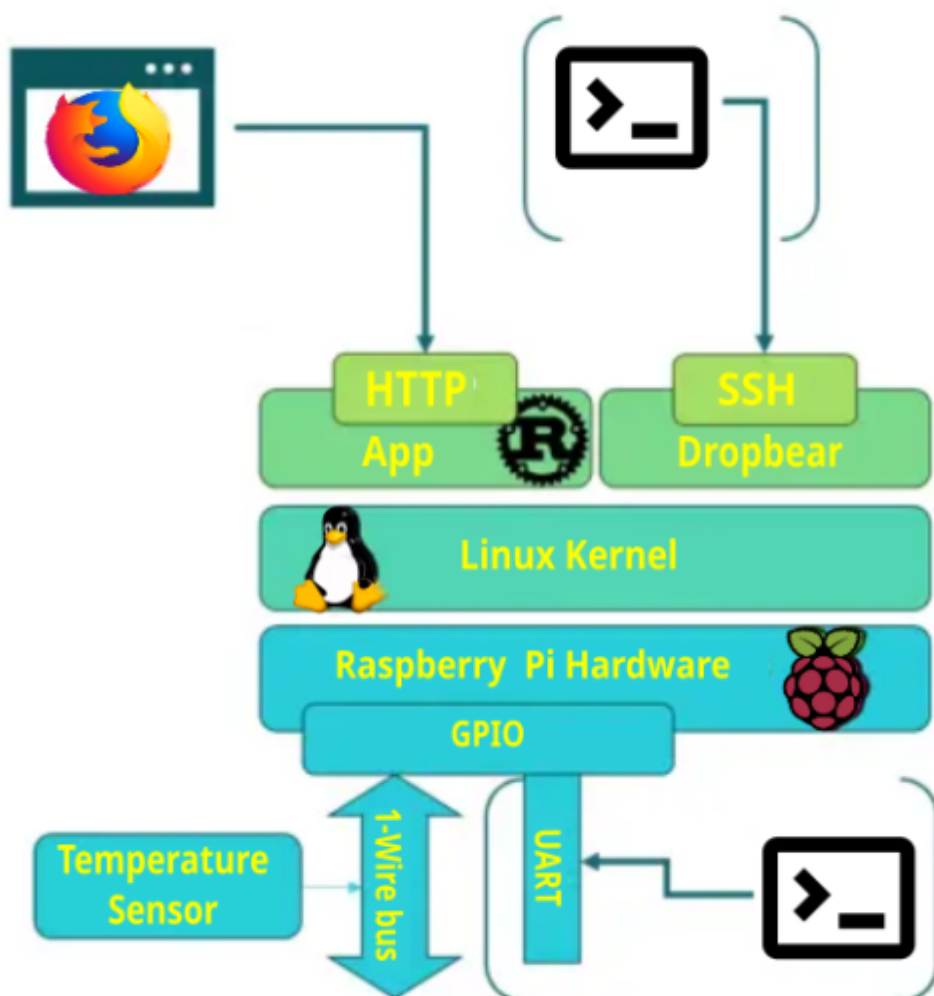 HTTP
SSH
App
Dropbear
Linux Kernel
Raspberry Pi Hardware
GPIO
1-Wire bus
UART
Temperature
Sensor